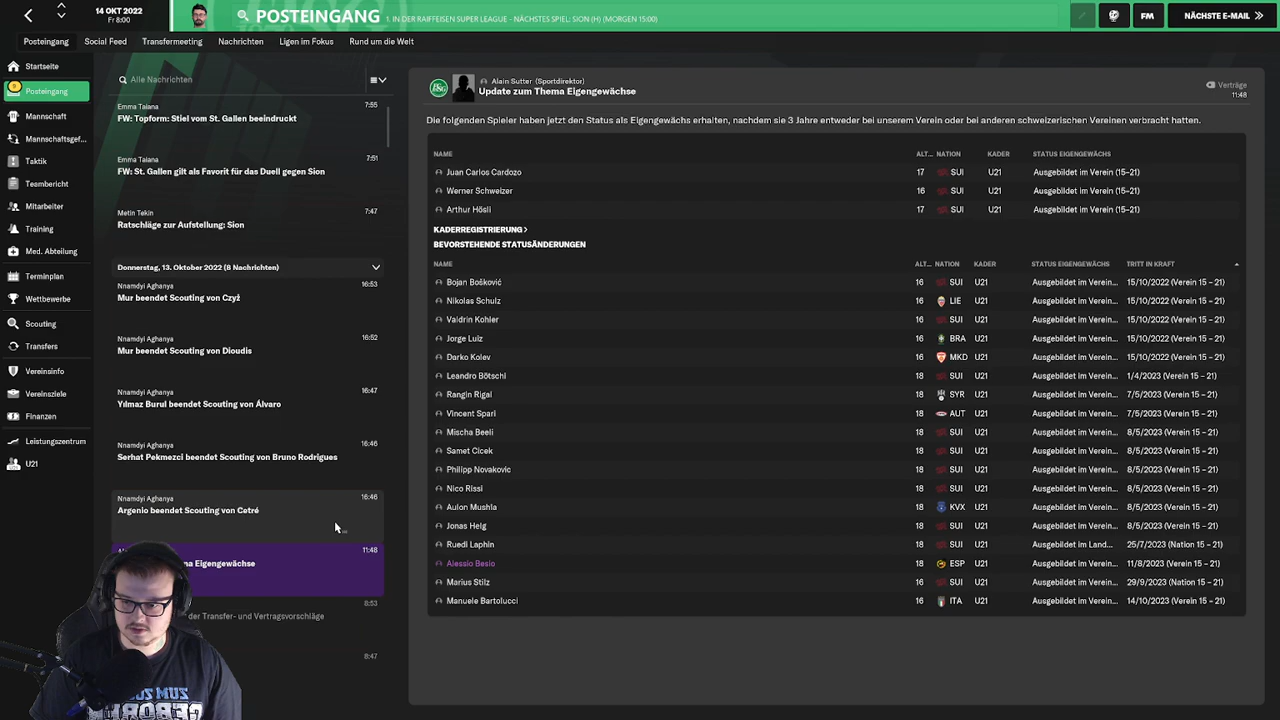 14 OKT 2022
Fr 8:00
POSTEINGANG
1. IN DER RAIFFEISEN SUPER LEAGUE - NÄCHSTES SPIEL: SION (H) (MORGEN 15:00)
FM
NÄCHSTE E-MAIL
Posteingang Social Feed Transfermeeting Nachrichten Ligen im Fokus Rund um die Welt
Startseite
Posteingang
Mannschaft
Mannschaftsgef...
Taktik
Teambericht
Mitarbeiter
Training
Med. Abteilung
Terminplan
Wettbewerbe
Scouting
Transfers
Vereinsinfo
Vereinsziele
Finanzen
Leistungszentrum
U21
Alle Nachrichten
Emma Taiana 7:55
FW: Topform: Stiel vom St. Gallen beeindruckt
Emma Taiana 7:51
FW: St. Gallen gilt als Favorit für das Duell gegen Sion
Metin Tekin 7:47
Ratschläge zur Aufstellung: Sion
Donnerstag, 13. Oktober 2022 (8 Nachrichten)
Nnamdyi Aghanya 16:53
Mur beendet Scouting von Czyż
Nnamdyi Aghanya 16:52
Mur beendet Scouting von Dioudis
Nnamdyi Aghanya 16:47
Yılmaz Burul beendet Scouting von Álvaro
Nnamdyi Aghanya 16:46
Serhat Pekmezci beendet Scouting von Bruno Rodrigues
Nnamdyi Aghanya 16:46
Argenio beendet Scouting von Cetré
11:48
Eigengewächse
8:53
der Transfer- und Vertragsvorschläge
8:47
ZUM ZO
GEBOREN
Alain Sutter (Sportdirektor)
Update zum Thema Eigengewächse
Verträge
11:48
Die folgenden Spieler haben jetzt den Status als Eigengewächs erhalten, nachdem sie 3 Jahre entweder bei unserem Verein oder bei anderen schweizerischen Vereinen verbracht hatten.
NAME ALT... NATION KADER STATUS EIGENGEWÄCHS
Juan Carlos Cardozo 17 SUI U21 Ausgebildet im Verein (15-21)
Werner Schweizer 16 SUI U21 Ausgebildet im Verein (15-21)
Arthur Hösli 17 SUI U21 Ausgebildet im Verein (15-21)
KADERREGISTRIERUNG >
BEVORSTEHENDE STATUSÄNDERUNGEN
NAME ALT... NATION KADER STATUS EIGENGEWÄCHS TRITT IN KRAFT
Bojan Bošković 16 SUI U21 Ausgebildet im Verein... 15/10/2022 (Verein 15 - 21)
Nikolas Schulz 16 LIE U21 Ausgebildet im Verein... 15/10/2022 (Verein 15 - 21)
Valdrin Kohler 16 SUI U21 Ausgebildet im Verein... 15/10/2022 (Verein 15 - 21)
Jorge Luiz 16 BRA U21 Ausgebildet im Verein... 15/10/2022 (Verein 15 - 21)
Darko Kolev 16 MKD U21 Ausgebildet im Verein... 15/10/2022 (Verein 15 - 21)
Leandro Bötschi 18 SUI U21 Ausgebildet im Verein... 1/4/2023 (Verein 15 - 21)
Rangin Rigal 18 SYR U21 Ausgebildet im Verein... 7/5/2023 (Verein 15 - 21)
Vincent Spari 18 AUT U21 Ausgebildet im Verein... 7/5/2023 (Verein 15 - 21)
Mischa Beeli 18 SUI U21 Ausgebildet im Verein... 8/5/2023 (Verein 15 - 21)
Samet Cicek 18 SUI U21 Ausgebildet im Verein... 8/5/2023 (Verein 15 - 21)
Philipp Novakovic 18 SUI U21 Ausgebildet im Verein... 8/5/2023 (Verein 15 - 21)
Nico Rissi 18 SUI U21 Ausgebildet im Verein... 8/5/2023 (Verein 15 - 21)
Aulon Mushla 18 KVX U21 Ausgebildet im Verein... 8/5/2023 (Verein 15 - 21)
Jonas Helg 18 SUI U21 Ausgebildet im Verein... 8/5/2023 (Verein 15 - 21)
Ruedi Laphin 18 SUI U21 Ausgebildet im Land... 25/7/2023 (Nation 15 - 21)
Alessio Besio 18 ESP U21 Ausgebildet im Verein... 11/8/2023 (Verein 15 - 21)
Marius Stilz 16 SUI U21 Ausgebildet im Verein... 29/9/2023 (Nation 15 - 21)
Manuele Bartolucci 16 ITA U21 Ausgebildet im Verein... 14/10/2023 (Verein 15 - 21)